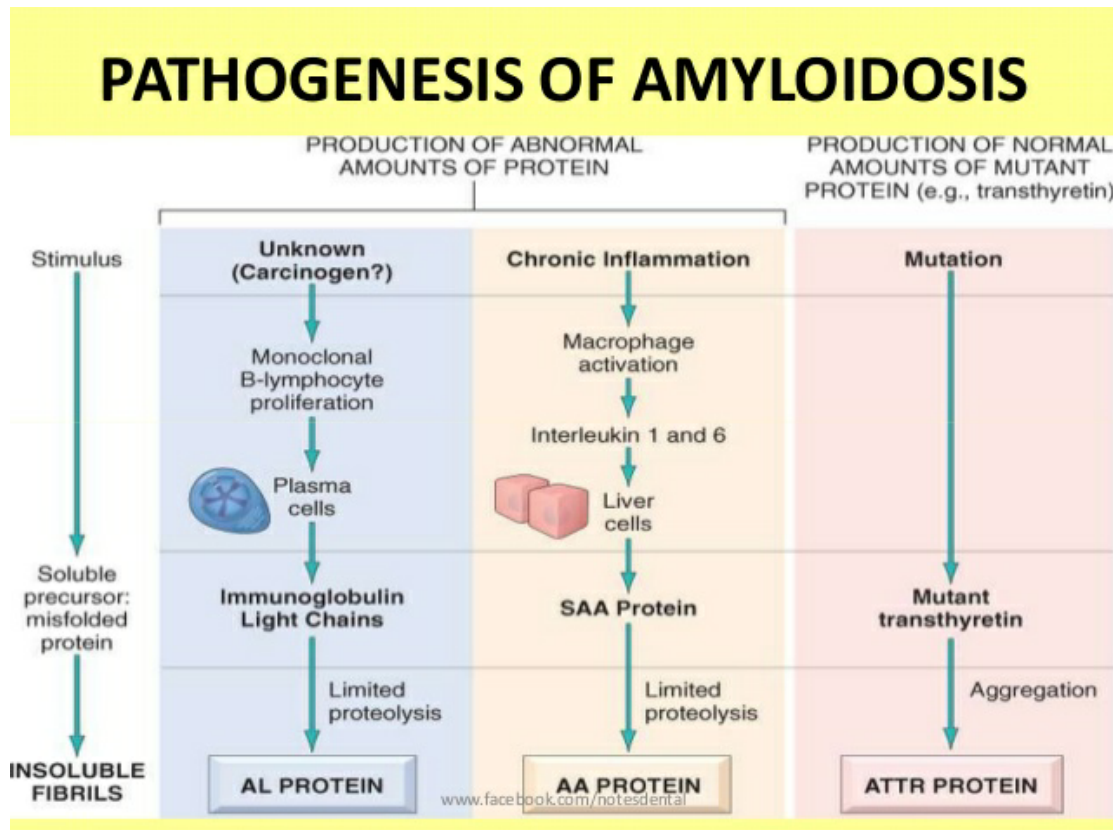 PATHOGENESIS OF AMYLOIDOSIS
PRODUCTION OF ABNORMAL
AMOUNTS OF PROTEIN
PRODUCTION OF NORMAL
AMOUNTS OF MUTANT
PROTEIN (e.g., transthyretin)
Stimulus
Unknown
(Carcinogen?)
Chronic Inflammation
Mutation
Monoclonal
B-lymphocyte
proliferation
Macrophage
activation
Interleukin 1 and 6
Plasma
cells
Liver
cells
Soluble
precursor:
misfolded
protein
Immunoglobulin
Light Chains
SAA Protein
Mutant
transthyretin
Limited
proteolysis
Limited
proteolysis
Aggregation
INSOLUBLE
FIBRILS
AL PROTEIN
AA PROTEIN
ATTR PROTEIN
www.facebook.com/notesdental